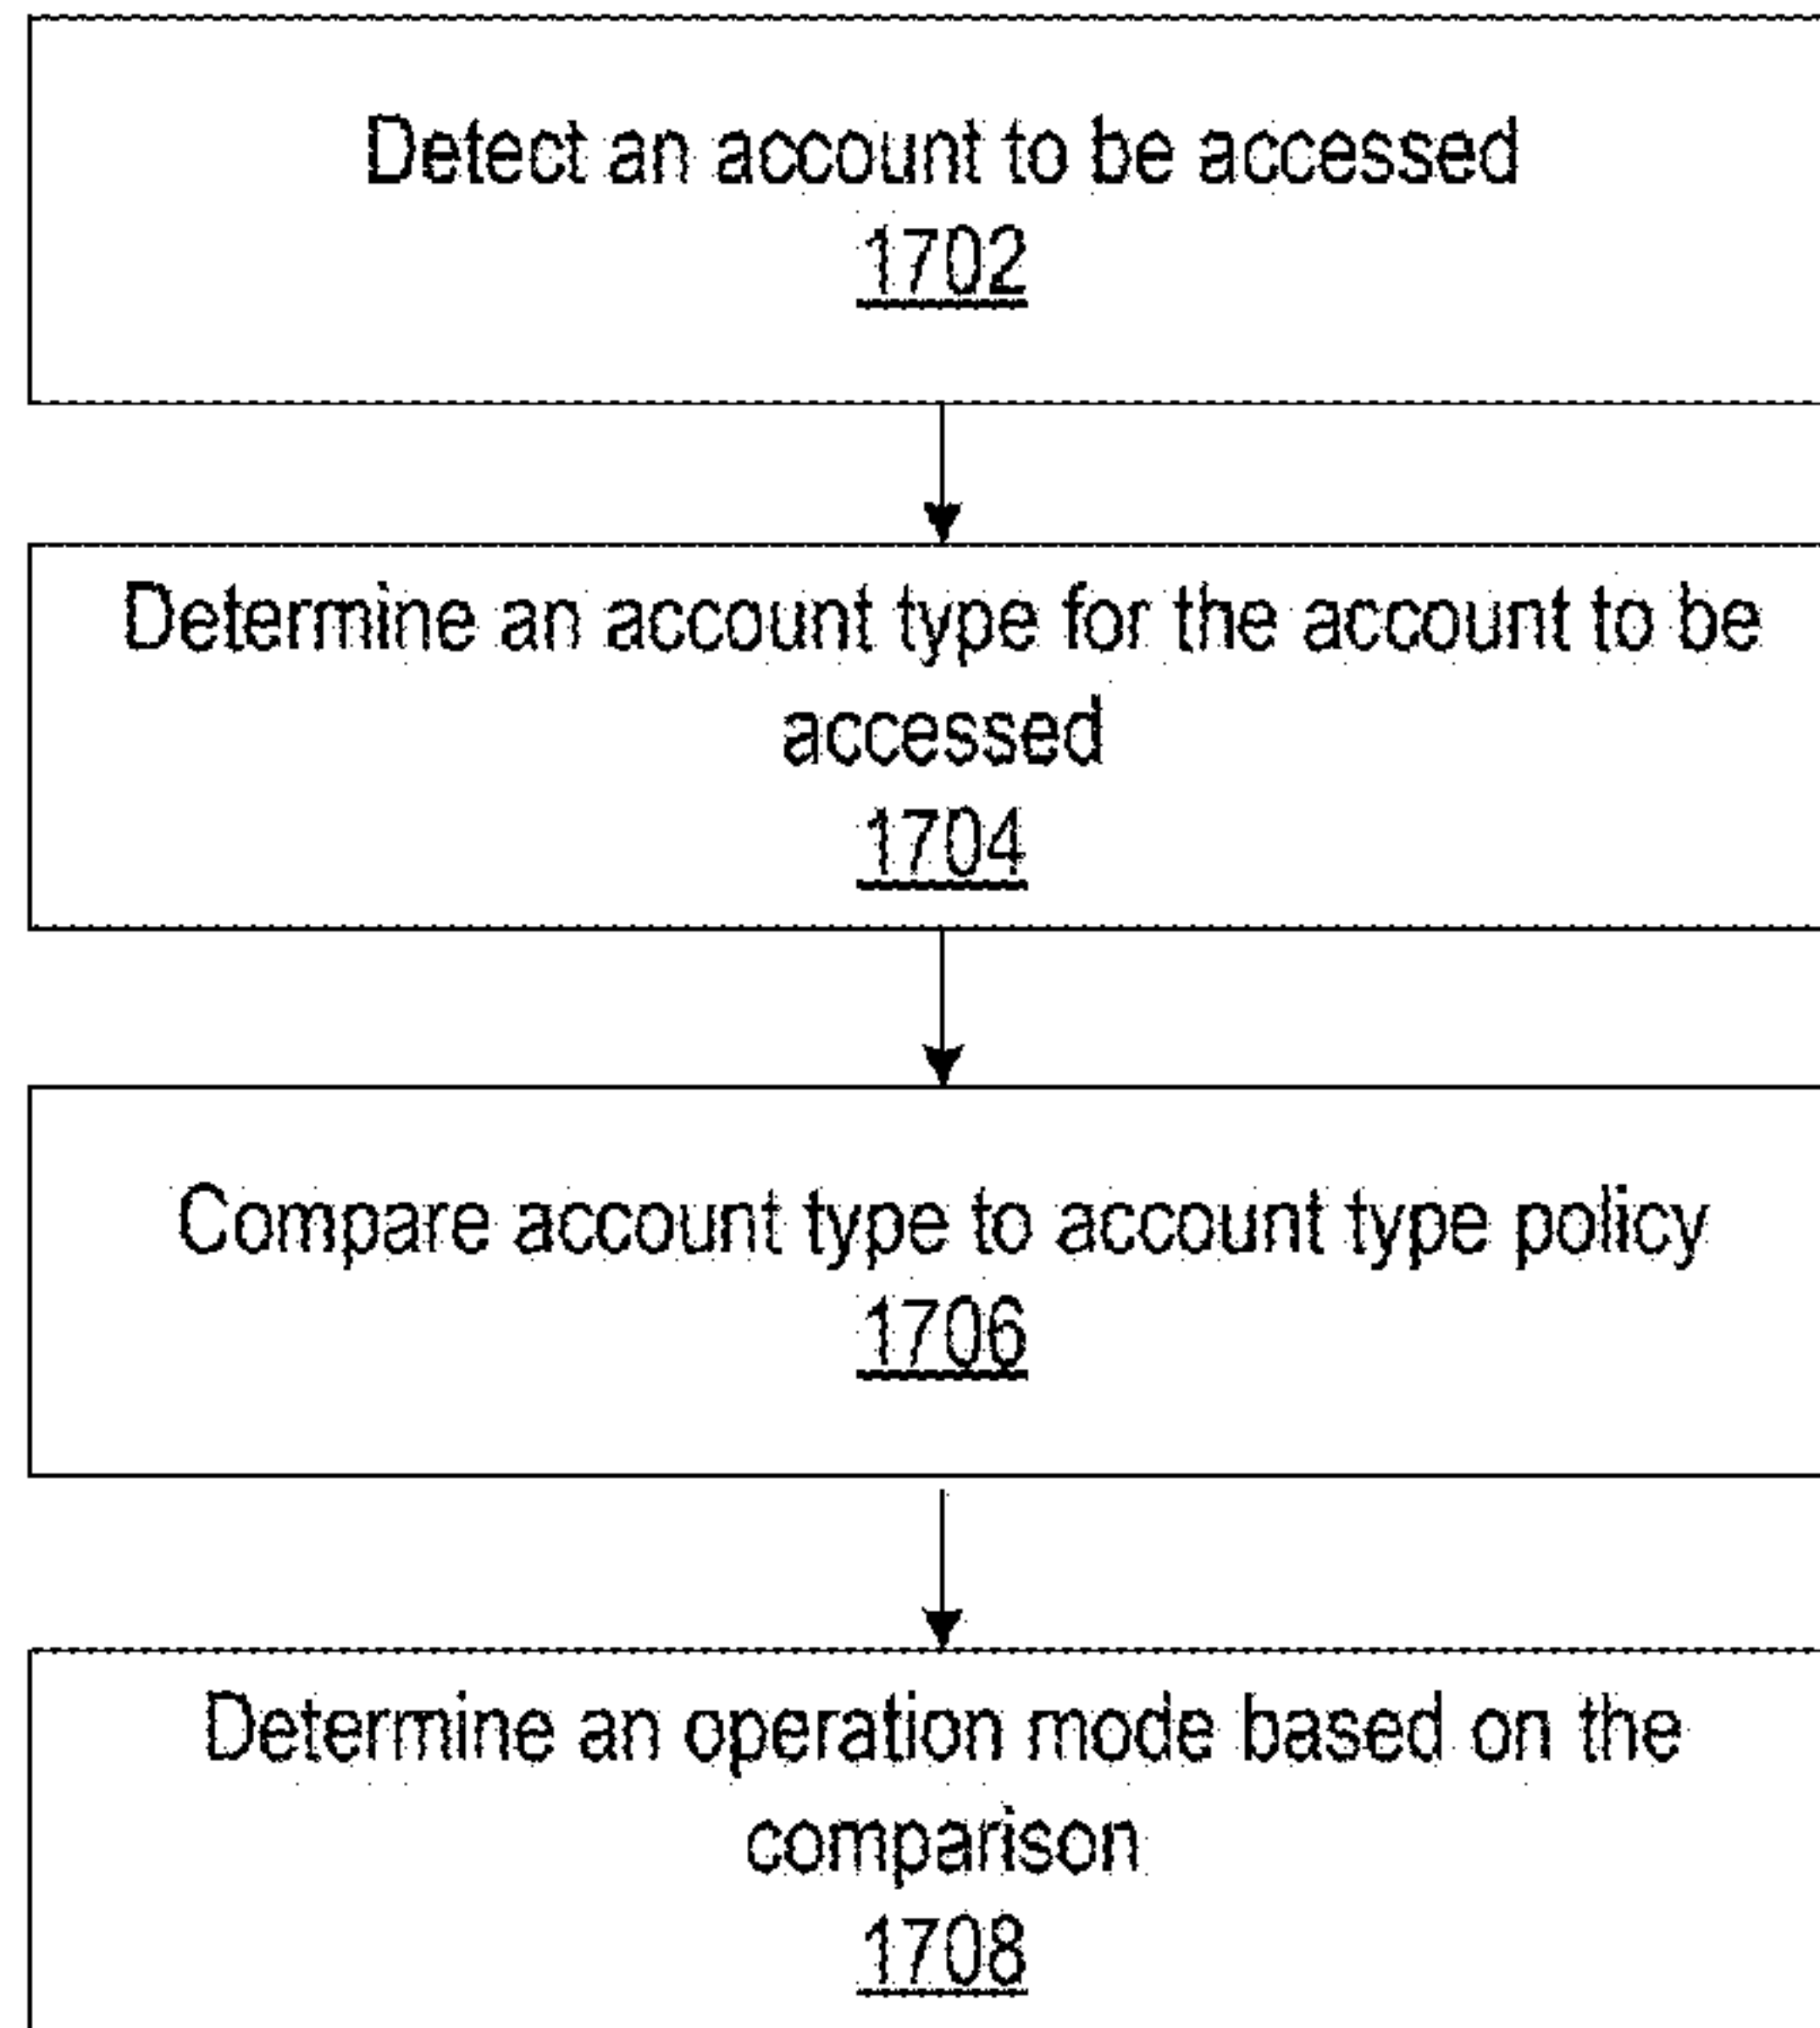 Detect an account to be accessed
1702
Determine an account type for the account to be
accessed
1704
Compare account type to account type policy
1706
Determine an operation mode based on the
comparison
1708